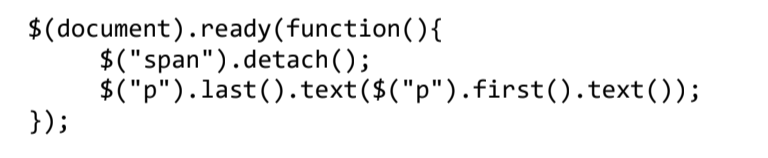 $(document).ready(function(){
     $("span").detach();
     $("p").last().text($("p").first().text());
});